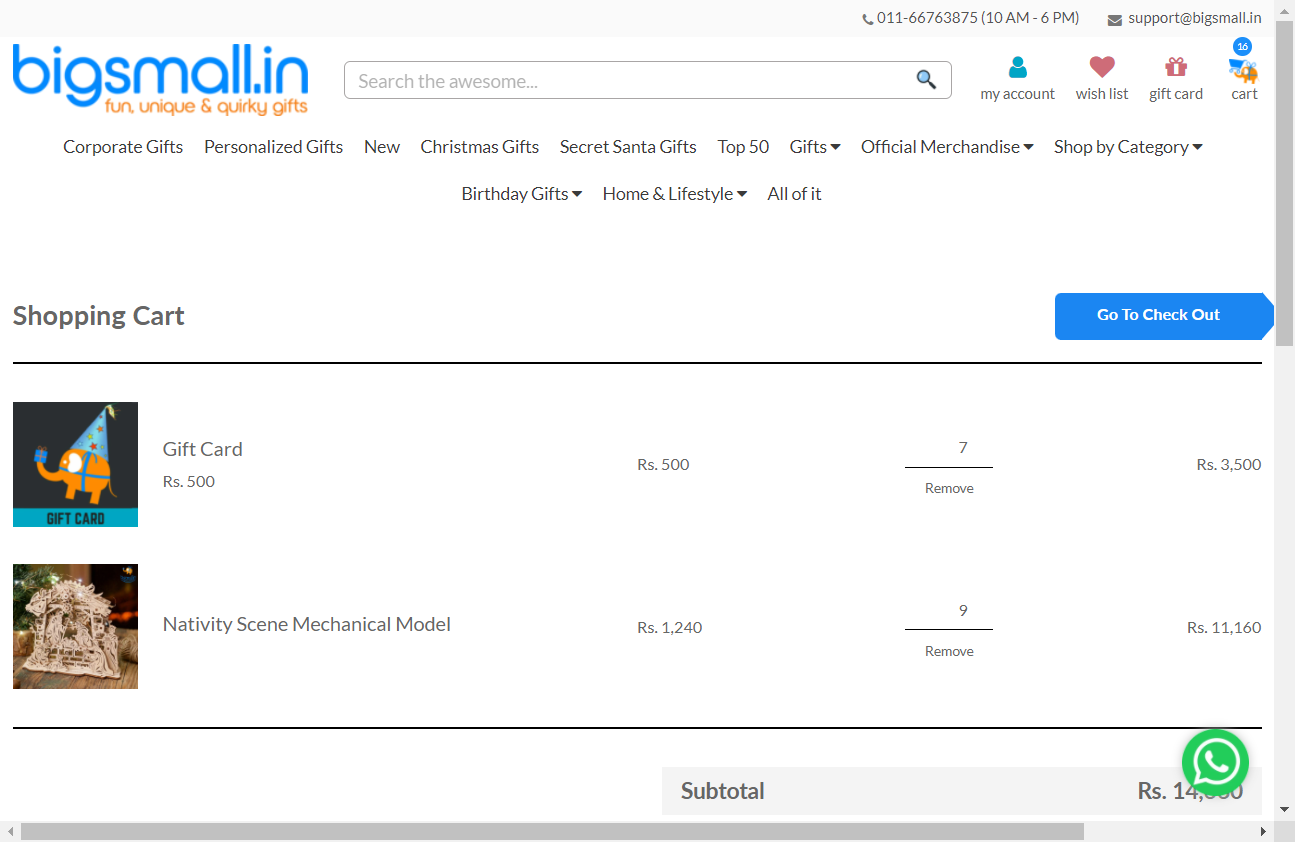 011-66763875 (10 AM - 6 PM) support@bigsmall.in
bigsmall.in
fun, unique & quirky gifts
Search the awesome...
16
my account wish list gift card cart
Corporate Gifts Personalized Gifts New Christmas Gifts Secret Santa Gifts Top 50 Gifts Official Merchandise Shop by Category
Birthday Gifts Home & Lifestyle All of it
Shopping Cart Go To Check Out
GIFT CARD
Gift Card
Rs. 500
Rs. 500
7
Remove
Rs. 3,500
Nativity Scene Mechanical Model
Rs. 1,240
9
Remove
Rs. 11,160
Subtotal Rs.